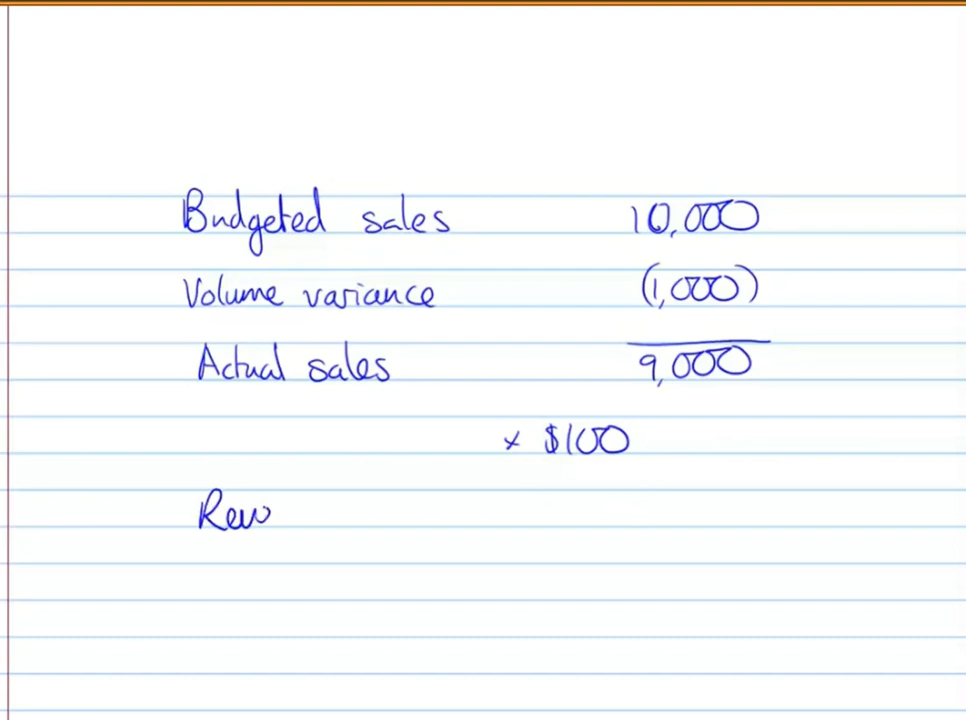 Budgeted sales 10,000
Volume variance (1,000)
Actual sales 9,000
x $100
Rev